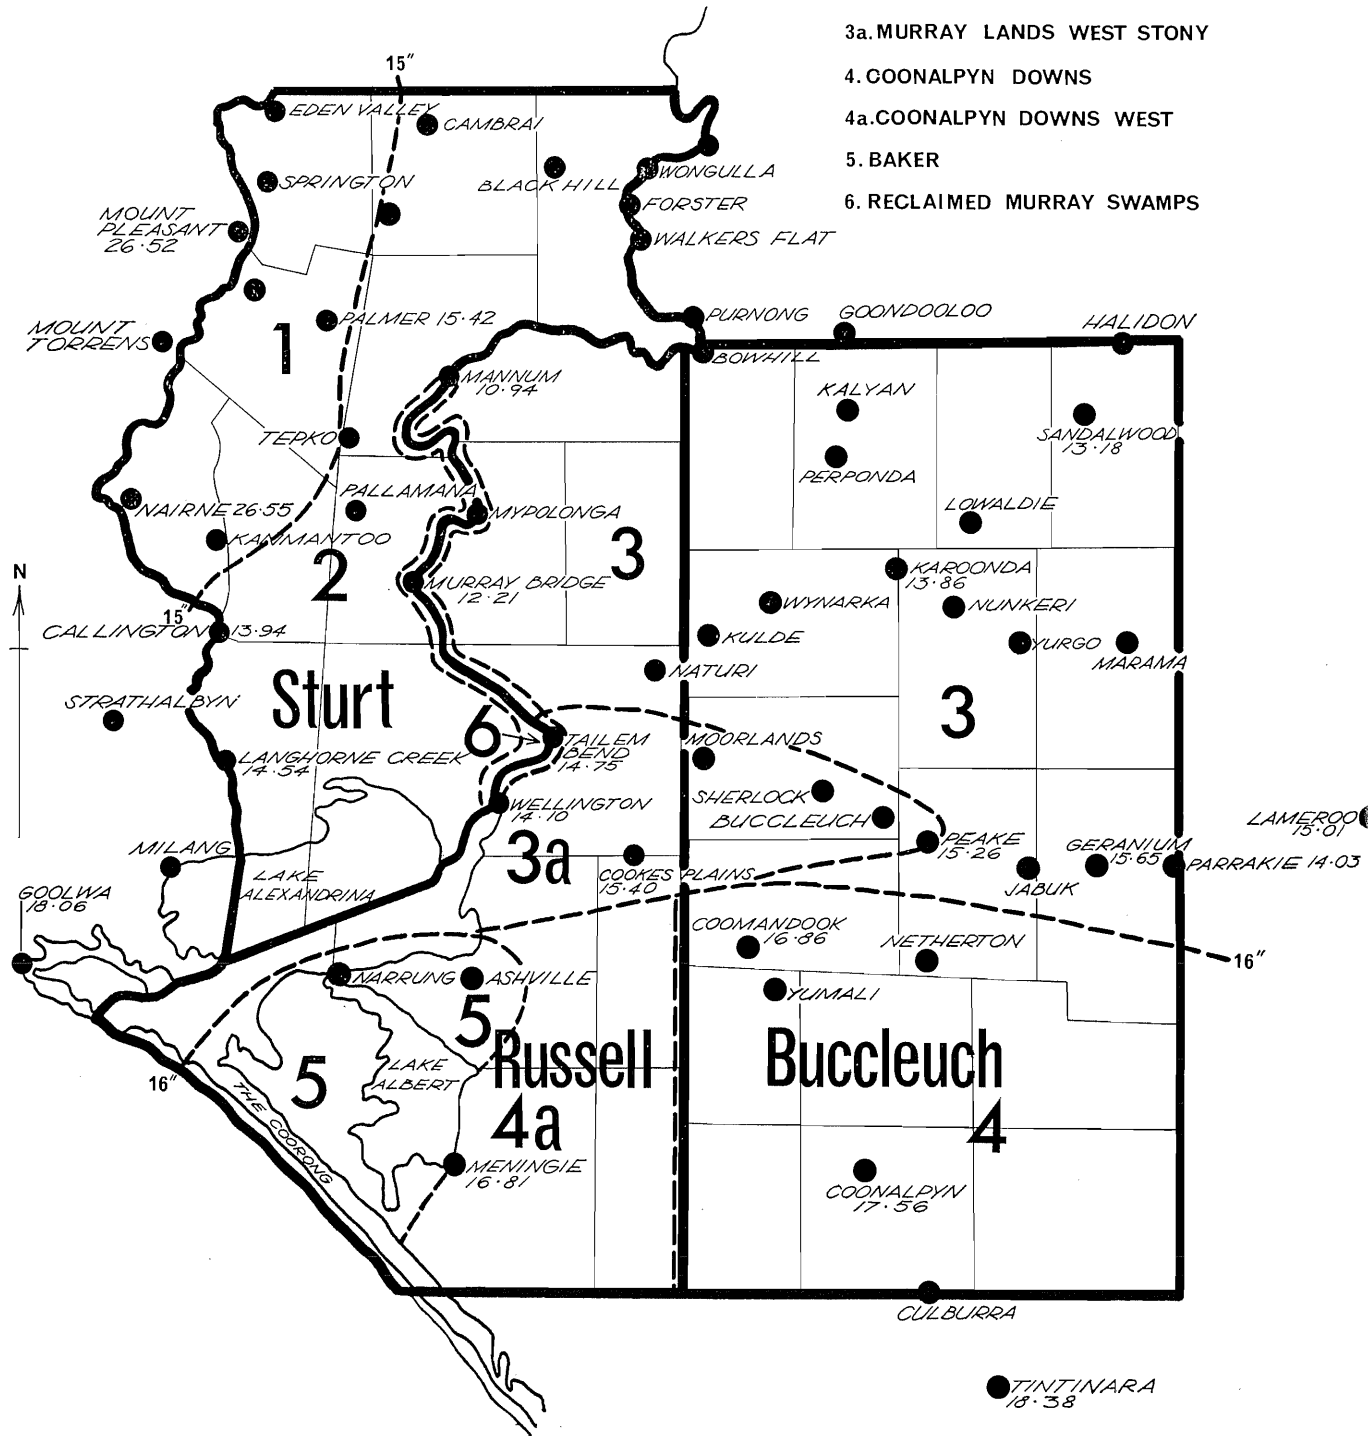 3a. MURRAY LANDS WEST STONY
4. COONALPYN DOWNS
4a. COONALPYN DOWNS WEST
5. BAKER
6. RECLAIMED MURRAY SWAMPS
15"
EDEN VALLEY
CAMBRAI
SPRINGTON
BLACK HILL
WONGULLA
FORSTER
MOUNT
PLEASANT
26·52
WALKERS FLAT
PALMER 15·42
1
MOUNT
TORRENS
PURNONG
GOONDOOLOO
HALIDON
BOWHILL
MANNUM
10·94
KALYAN
SANDALWOOD
13·18
TEPKO
PERPONDA
PALLAMANA
NAIRNE 26·55
MYPOLONGA
LOWALDIE
KANMANTOO
2
3
MURRAY BRIDGE
12·21
KAROONDA
13·86
N
WYNARKA
NUNKERI
15"
CALLINGTON 13·94
KULDE
YURGO
MARAMA
NATURI
Sturt
STRATHALBYN
3
6
TAILEM
BEND
14·75
MOORLANDS
LANGHORNE CREEK
14·54
SHERLOCK
WELLINGTON
14·10
BUCCLEUCH
LAMEROO
15·01
PEAKE
15·26
GERANIUM
15·65
MILANG
3a
COOKES PLAINS
15·40
JABUK
PARRAKIE 14·03
LAKE
ALEXANDRINA
GOOLWA
18·06
COOMANDOOK
16·86
NETHERTON
16"
NARRUNG
ASHVILLE
YUMALI
5
Russell
Buccleuch
LAKE
ALBERT
5
16"
THE COORONG
4a
4
MENINGIE
16·81
COONALPYN
17·56
CULBURRA
TINTINARA
18·38